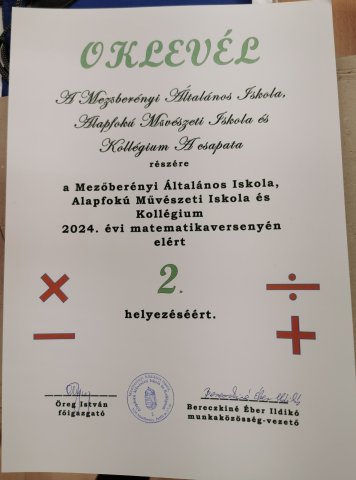 OKLEVÉL
A Mezsberényi Általános Iskola,
Alapfokú Művészeti Iskola és
Kollégium A csapata
részére
a Mezőberényi Általános Iskola,
Alapfokú Művészeti Iskola és
Kollégium
2024. évi matematikaversenyén
elért
2.
helyezéséért.
Öreg István
főigazgató
Bereczkiné Éber Ildikó
munkaközösség-vezető